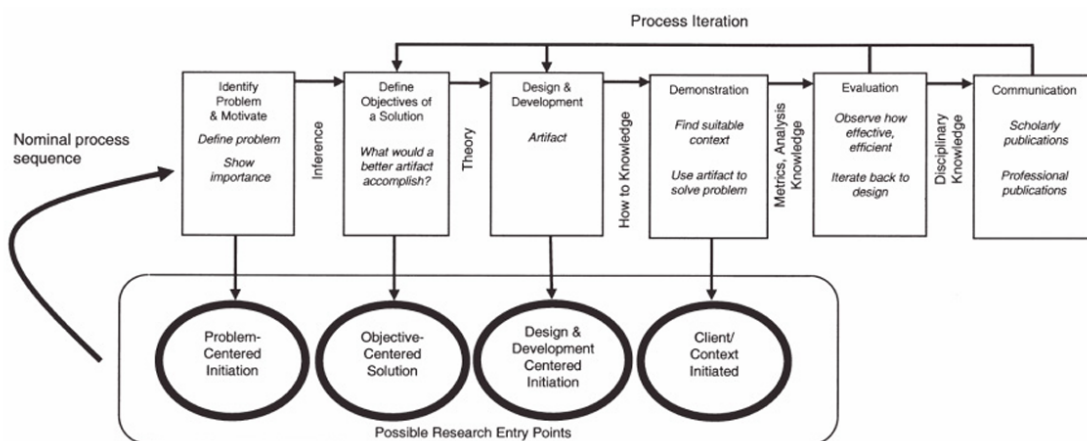 Process Iteration
Nominal process
sequence
Identify
Problem
& Motivate
Define problem
Show
importance
Inference
Define
Objectives of
a Solution
What would a
better artifact
accomplish?
Theory
Design &
Development
Artifact
How to Knowledge
Demonstration
Find suitable
context
Use artifact to
solve problem
Metrics, Analysis
Knowledge
Evaluation
Observe how
effective,
efficient
Iterate back to
design
Disciplinary
Knowledge
Communication
Scholarly
publications
Professional
publications
Problem-
Centered
Initiation
Objective-
Centered
Solution
Design &
Development
Centered
Initiation
Client/
Context
Initiated
Possible Research Entry Points